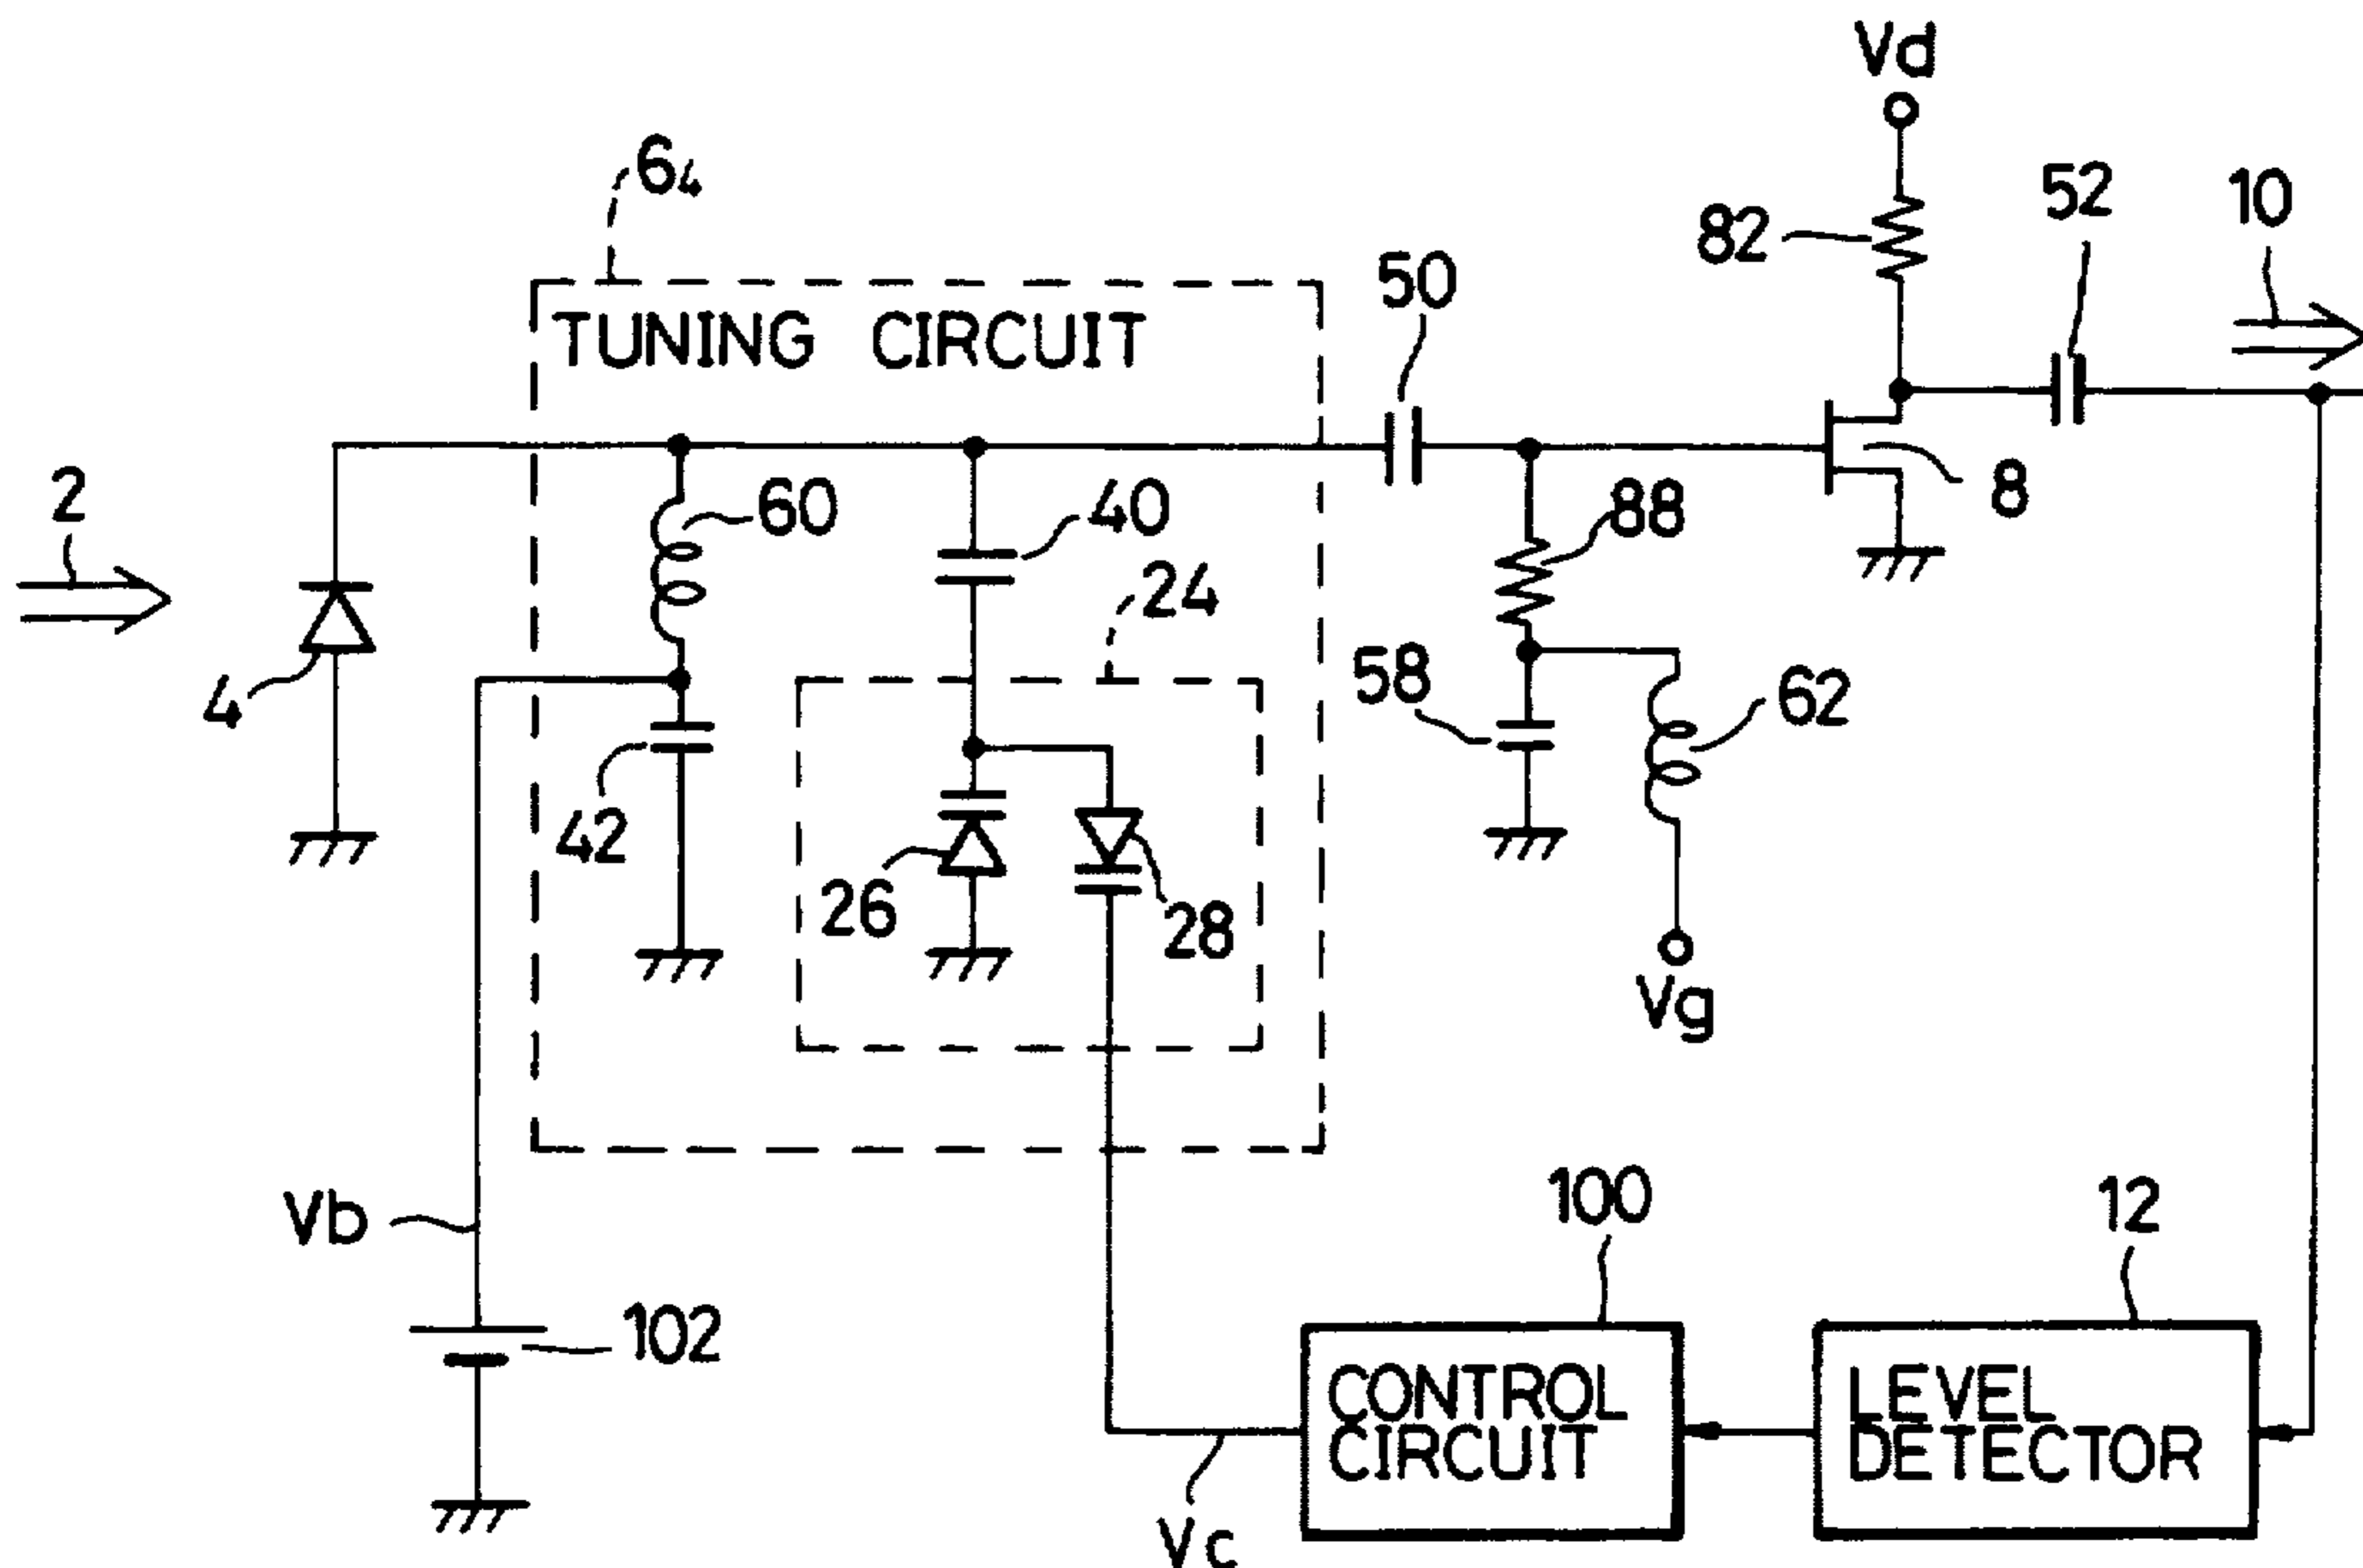 Vd
6₄
52
10
82
50
TUNING CIRCUIT
2
60
40
88
8
24
4
58
62
42
26
28
Vg
Vb
100
12
102
CONTROL
CIRCUIT
LEVEL
DETECTOR
Vc